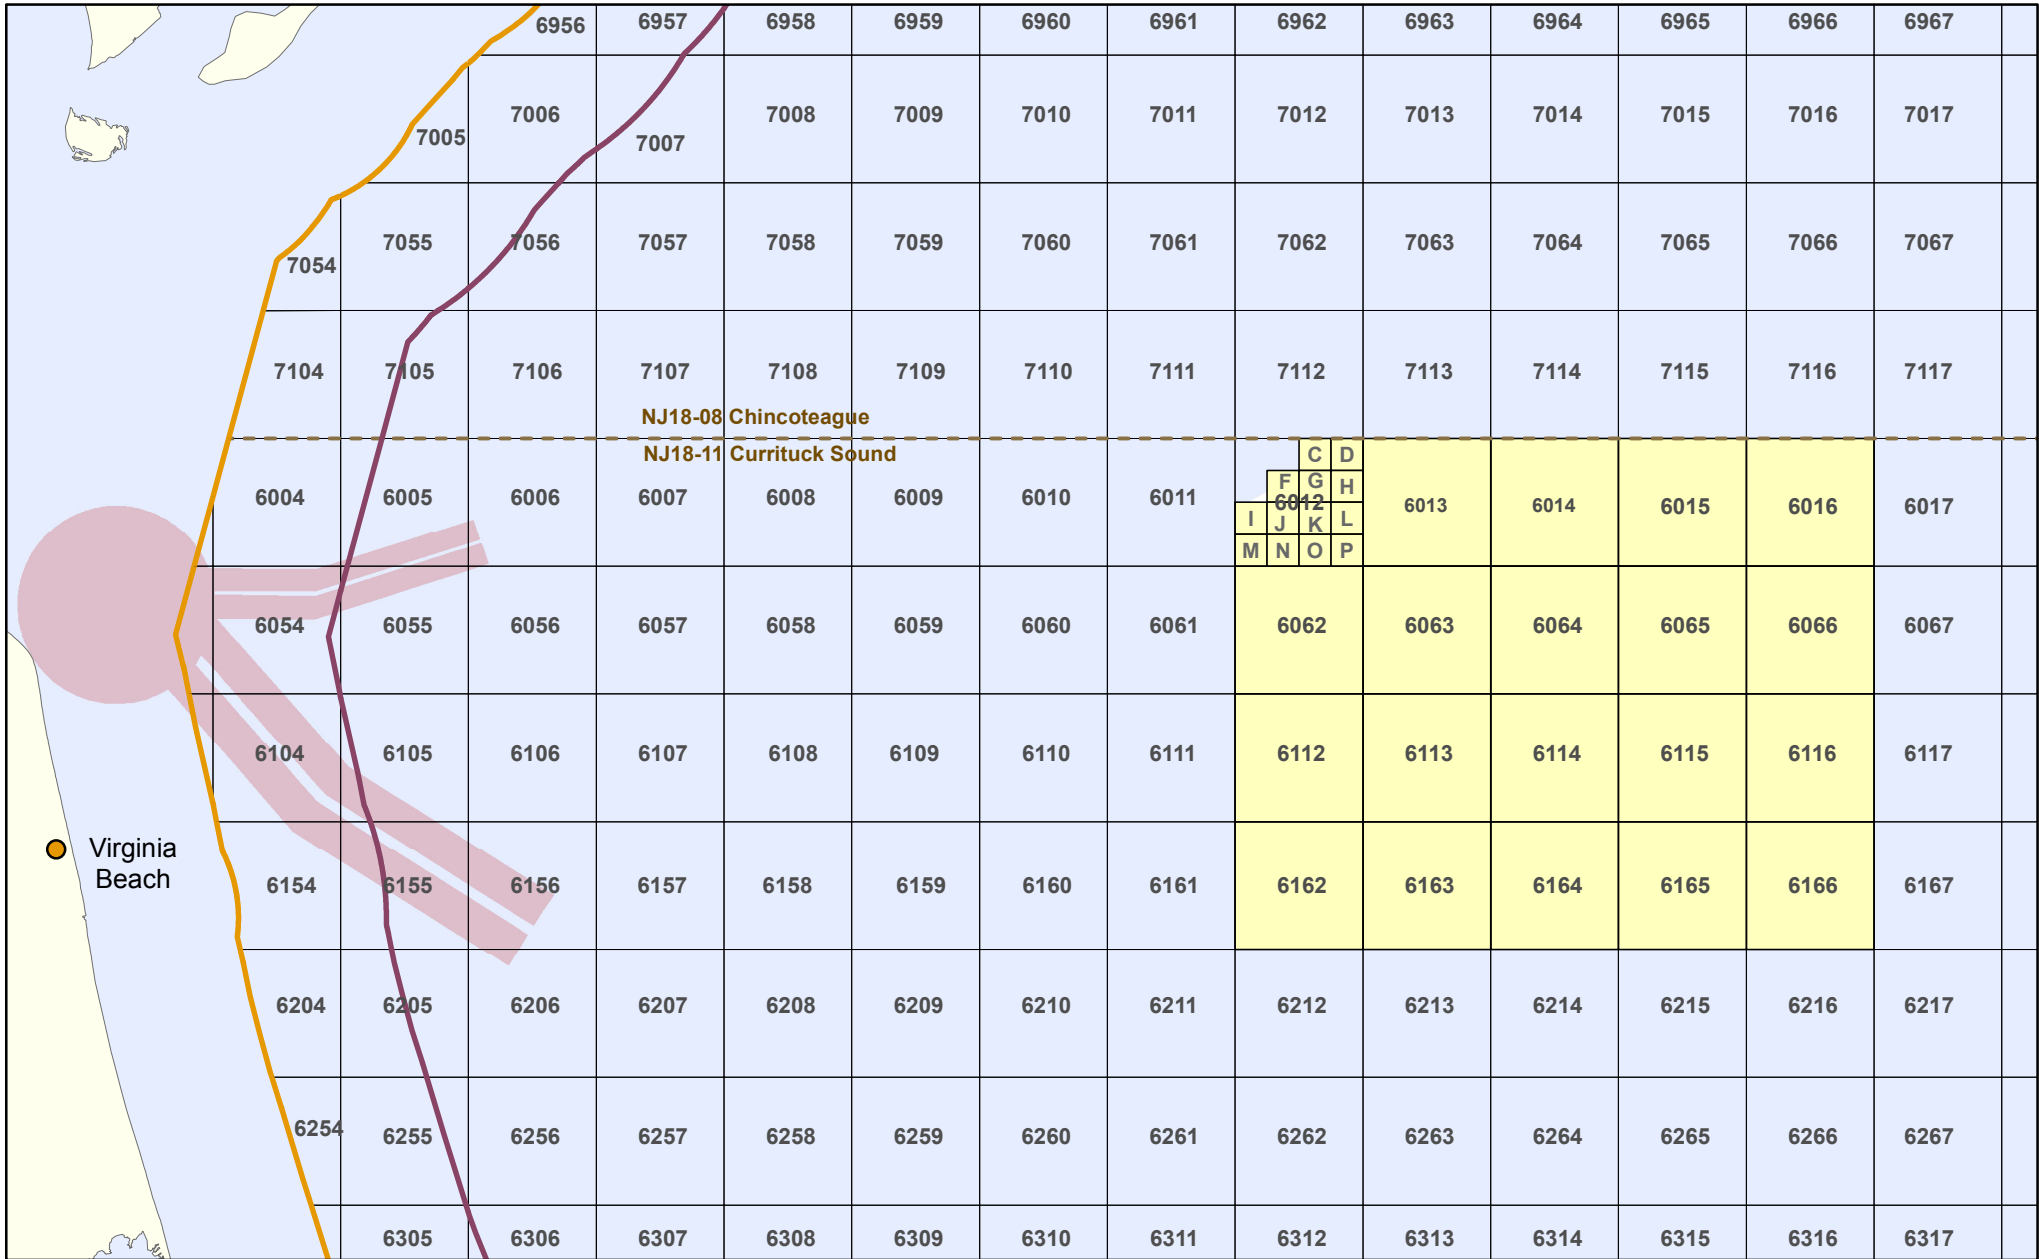 6956 6957 6958 6959 6960 6961 6962 6963 6964 6965 6966 6967
7005 7006 7007 7008 7009 7010 7011 7012 7013 7014 7015 7016 7017
7054 7055 7056 7057 7058 7059 7060 7061 7062 7063 7064 7065 7066 7067
7104 7105 7106 7107 7108 7109 7110 7111 7112 7113 7114 7115 7116 7117
NJ18-08 Chincoteague
NJ18-11 Currituck Sound
C D
F G H
6004 6005 6006 6007 6008 6009 6010 6011 6012 6013 6014 6015 6016 6017
I J K L
M N O P
6054 6055 6056 6057 6058 6059 6060 6061 6062 6063 6064 6065 6066 6067
6104 6105 6106 6107 6108 6109 6110 6111 6112 6113 6114 6115 6116 6117
Virginia
Beach
6154 6155 6156 6157 6158 6159 6160 6161 6162 6163 6164 6165 6166 6167
6204 6205 6206 6207 6208 6209 6210 6211 6212 6213 6214 6215 6216 6217
6254 6255 6256 6257 6258 6259 6260 6261 6262 6263 6264 6265 6266 6267
6305 6306 6307 6308 6309 6310 6311 6312 6313 6314 6315 6316 6317